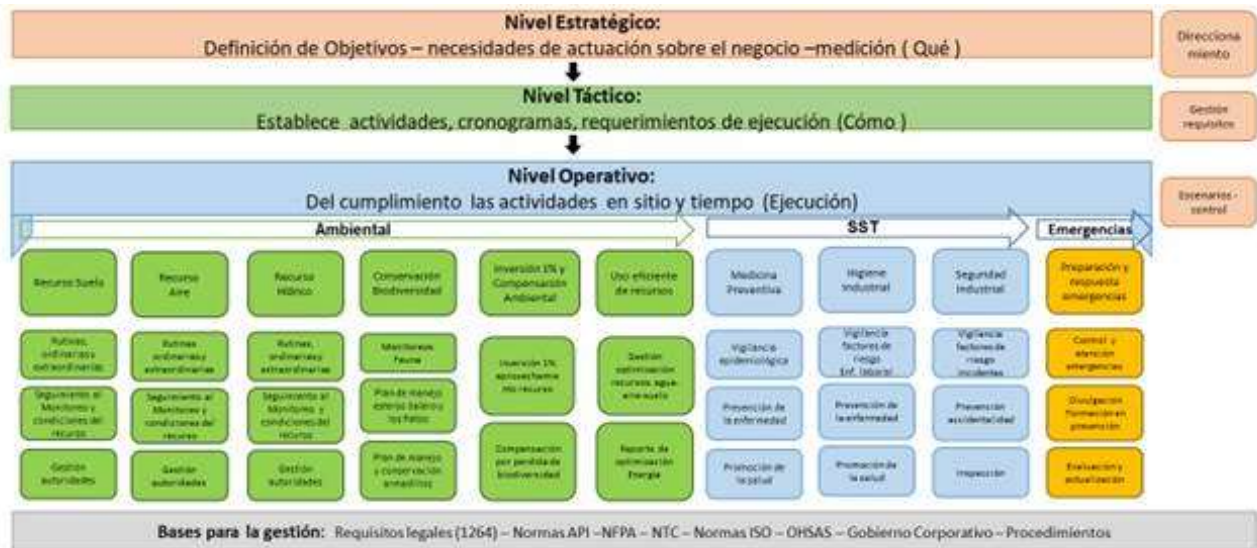 Nivel Estratégico:
Definición de Objetivos – necesidades de actuación sobre el negocio –medición ( Qué )
Direcciona
miento
Nivel Táctico:
Establece actividades, cronogramas, requerimientos de ejecución (Cómo )
Gestión
requisitos
Nivel Operativo:
Del cumplimiento las actividades en sitio y tiempo (Ejecución)
Escenarios -
control
Ambiental
SST
Emergencias
Recurso Suelo
Recurso
Aire
Recurso
Hídrico
Conservación
Biodiversidad
Inversión 1% y
Compensación
Ambiental
Uso eficiente
de recursos
Medicina
Preventiva
Higiene
Industrial
Seguridad
Industrial
Preparación y
respuesta
emergencias
Rutinas,
ordinarias y
extraordinarias
Seguimiento al
Monitoreo y
condiciones del
recurso
Gestión
autoridades
Rutinas
ordinarias y
extraordinarias
Seguimiento al
Monitoreo y
condiciones del
recurso
Gestión
autoridades
Rutinas,
ordinarias y
extraordinarias
Seguimiento al
Monitoreo y
condiciones del
recurso
Gestión
autoridades
Monitoreos
Fauna
Plan de manejo
esteros
los Patos
Plan de manejo
y conservación
armadillos
Inversión 1%
aprovechamie
nto recurso
Compensación
por perdida de
biodiversidad
Gestión
optimización
recursos agua-
aire-suelo
Reporte de
optimización
Energía
Vigilancia
epidemiológica
Prevención de
la enfermedad
Promoción de
la salud
Vigilancia
factores de
riesgo
Enf. laboral
Prevención de
la enfermedad
Promoción de
la salud
Vigilancia
factores de
riesgo
incidentes
Prevención
accidentalidad
Inspección
Control y
atención
emergencias
Divulgación
Formación en
prevención
Evaluación y
actualización
Bases para la gestión: Requisitos legales (1264) – Normas API –NFPA – NTC – Normas ISO – OHSAS – Gobierno Corporativo – Procedimientos